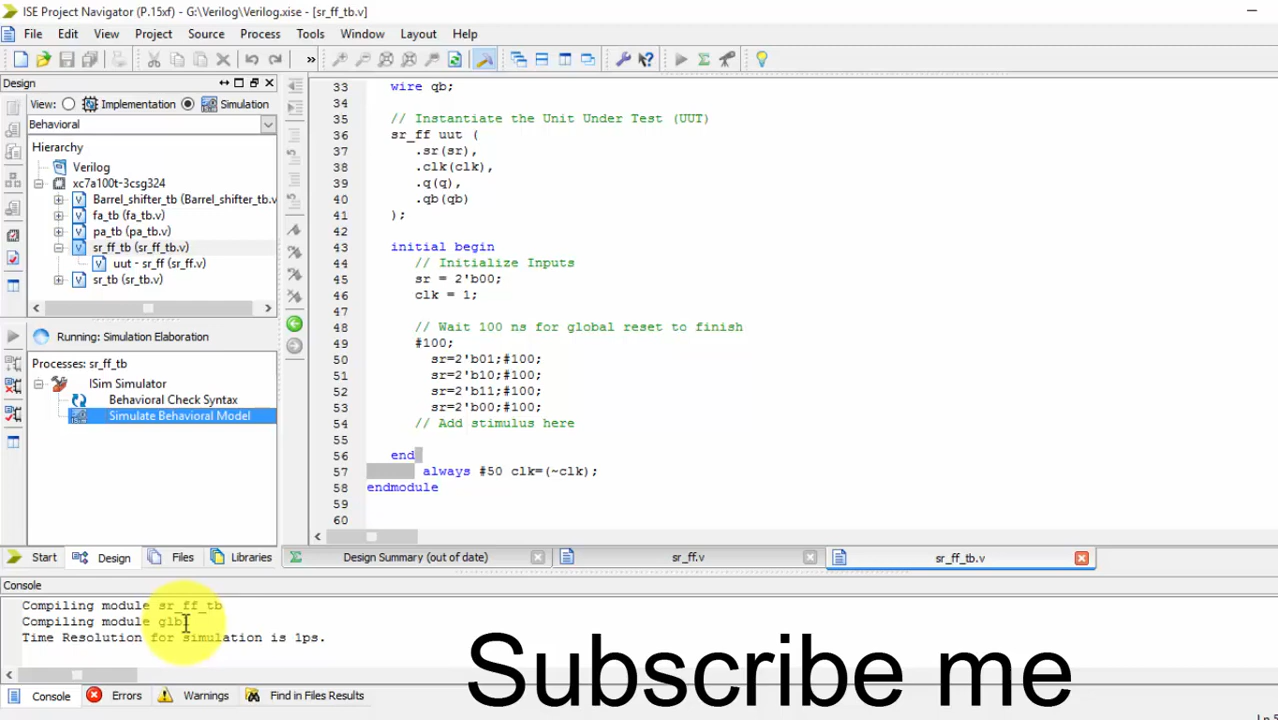 ISE Project Navigator (P.15xf) - G:\Verilog\Verilog.xise - [sr_ff_tb.v]
File Edit View Project Source Process Tools Window Layout Help
Design
View: Implementation Simulation
Behavioral
Hierarchy
Verilog
xc7a100t-3csg324
Barrel_shifter_tb (Barrel_shifter_tb.v
fa_tb (fa_tb.v)
pa_tb (pa_tb.v)
sr_ff_tb (sr_ff_tb.v)
uut - sr_ff (sr_ff.v)
sr_tb (sr_tb.v)
Running: Simulation Elaboration
Processes: sr_ff_tb
ISim Simulator
Behavioral Check Syntax
Simulate Behavioral Model
Start Design Files Libraries
33 wire qb;
34
35 // Instantiate the Unit Under Test (UUT)
36 sr_ff uut (
37 .sr(sr),
38 .clk(clk),
39 .q(q),
40 .qb(qb)
41 );
42
43 initial begin
44 // Initialize Inputs
45 sr = 2'b00;
46 clk = 1;
47
48 // Wait 100 ns for global reset to finish
49 #100;
50 sr=2'b01;#100;
51 sr=2'b10;#100;
52 sr=2'b11;#100;
53 sr=2'b00;#100;
54 // Add stimulus here
55
56 end
57 always #50 clk=(~clk);
58 endmodule
59
60
Design Summary (out of date) sr_ff.v sr_ff_tb.v
Console
Compiling module sr_ff_tb
Compiling module glbl
Time Resolution for simulation is 1ps.
Console Errors Warnings Find in Files Results
Subscribe me